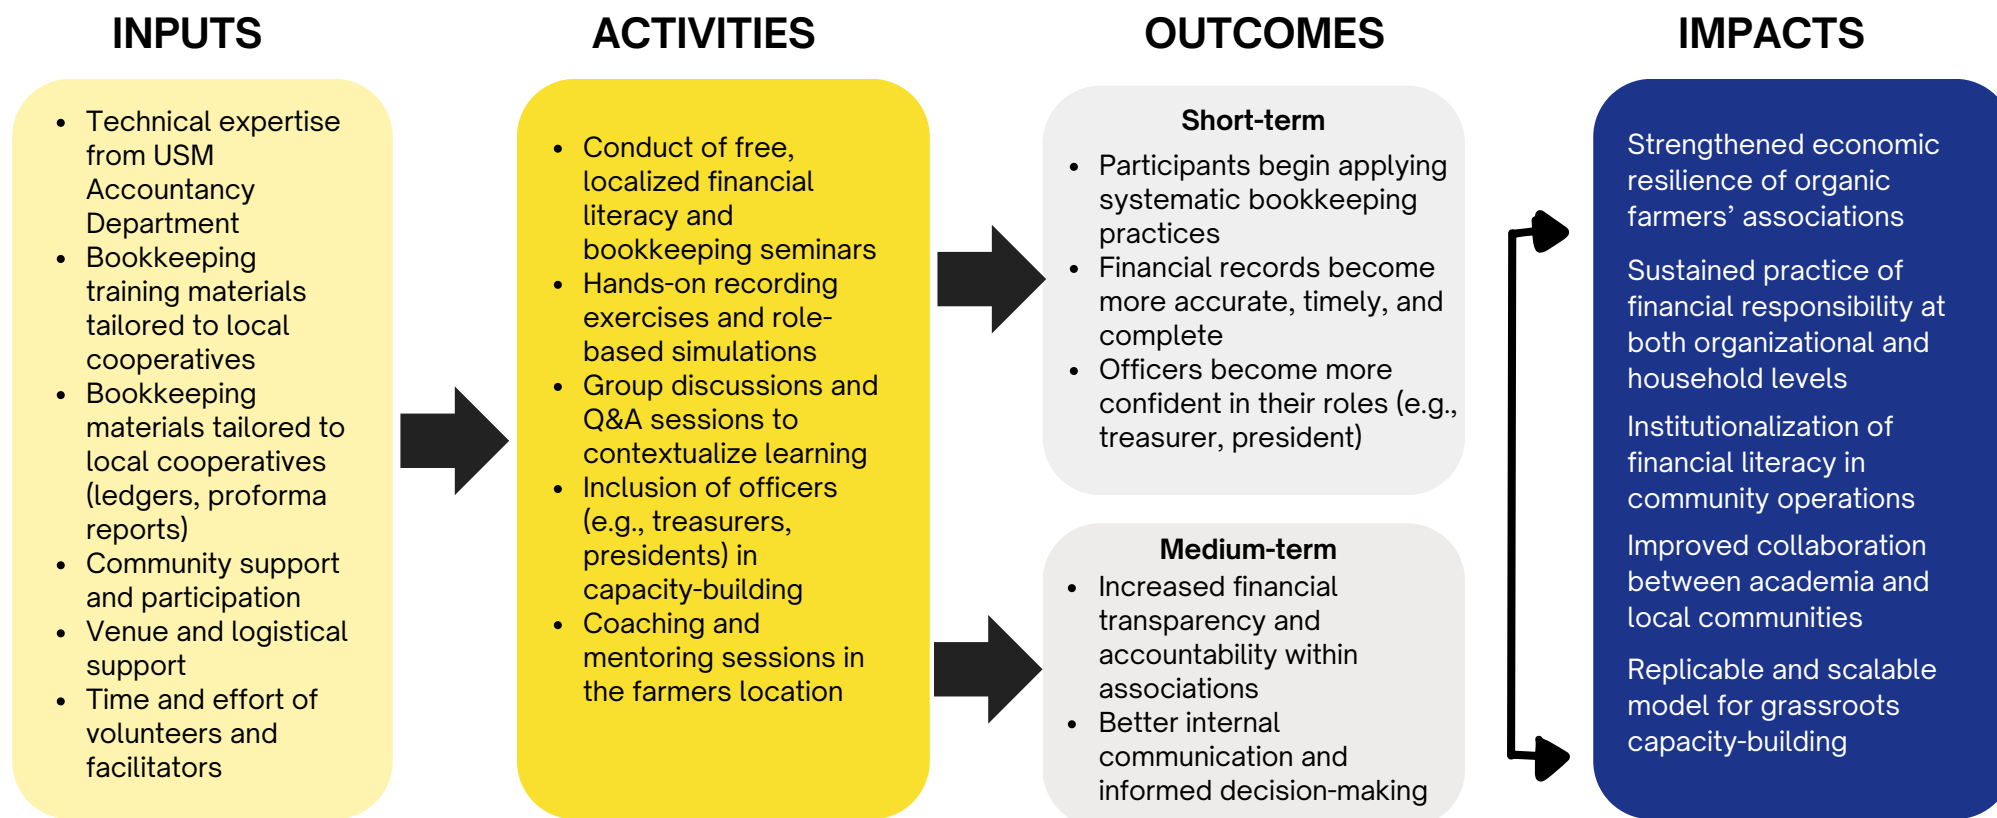 INPUTS
• Technical expertise
from USM
Accountancy
Department
• Bookkeeping
training materials
tailored to local
cooperatives
• Bookkeeping
materials tailored to
local cooperatives
(ledgers, proforma
reports)
• Community support
and participation
• Venue and logistical
support
• Time and effort of
volunteers and
facilitators
ACTIVITIES
• Conduct of free,
localized financial
literacy and
bookkeeping seminars
• Hands-on recording
exercises and role-
based simulations
• Group discussions and
Q&A sessions to
contextualize learning
• Inclusion of officers
(e.g., treasurers,
presidents) in
capacity-building
• Coaching and
mentoring sessions in
the farmers location
OUTCOMES
Short-term
• Participants begin applying
systematic bookkeeping
practices
• Financial records become
more accurate, timely, and
complete
• Officers become more
confident in their roles (e.g.,
treasurer, president)
Medium-term
• Increased financial
transparency and
accountability within
associations
• Better internal
communication and
informed decision-making
IMPACTS
Strengthened economic
resilience of organic
farmers’ associations
Sustained practice of
financial responsibility at
both organizational and
household levels
Institutionalization of
financial literacy in
community operations
Improved collaboration
between academia and
local communities
Replicable and scalable
model for grassroots
capacity-building